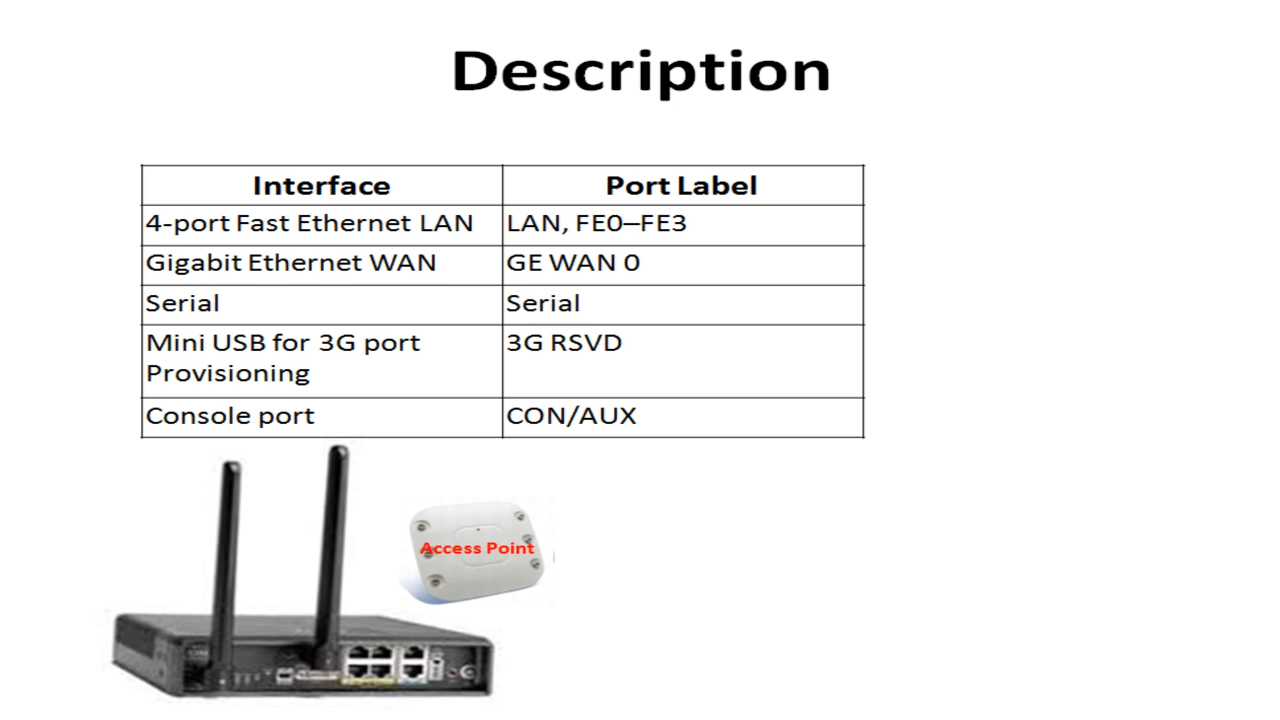 Description
Interface Port Label
4-port Fast Ethernet LAN LAN, FE0–FE3
Gigabit Ethernet WAN GE WAN 0
Serial Serial
Mini USB for 3G port 3G RSVD
Provisioning
Console port CON/AUX
Access Point